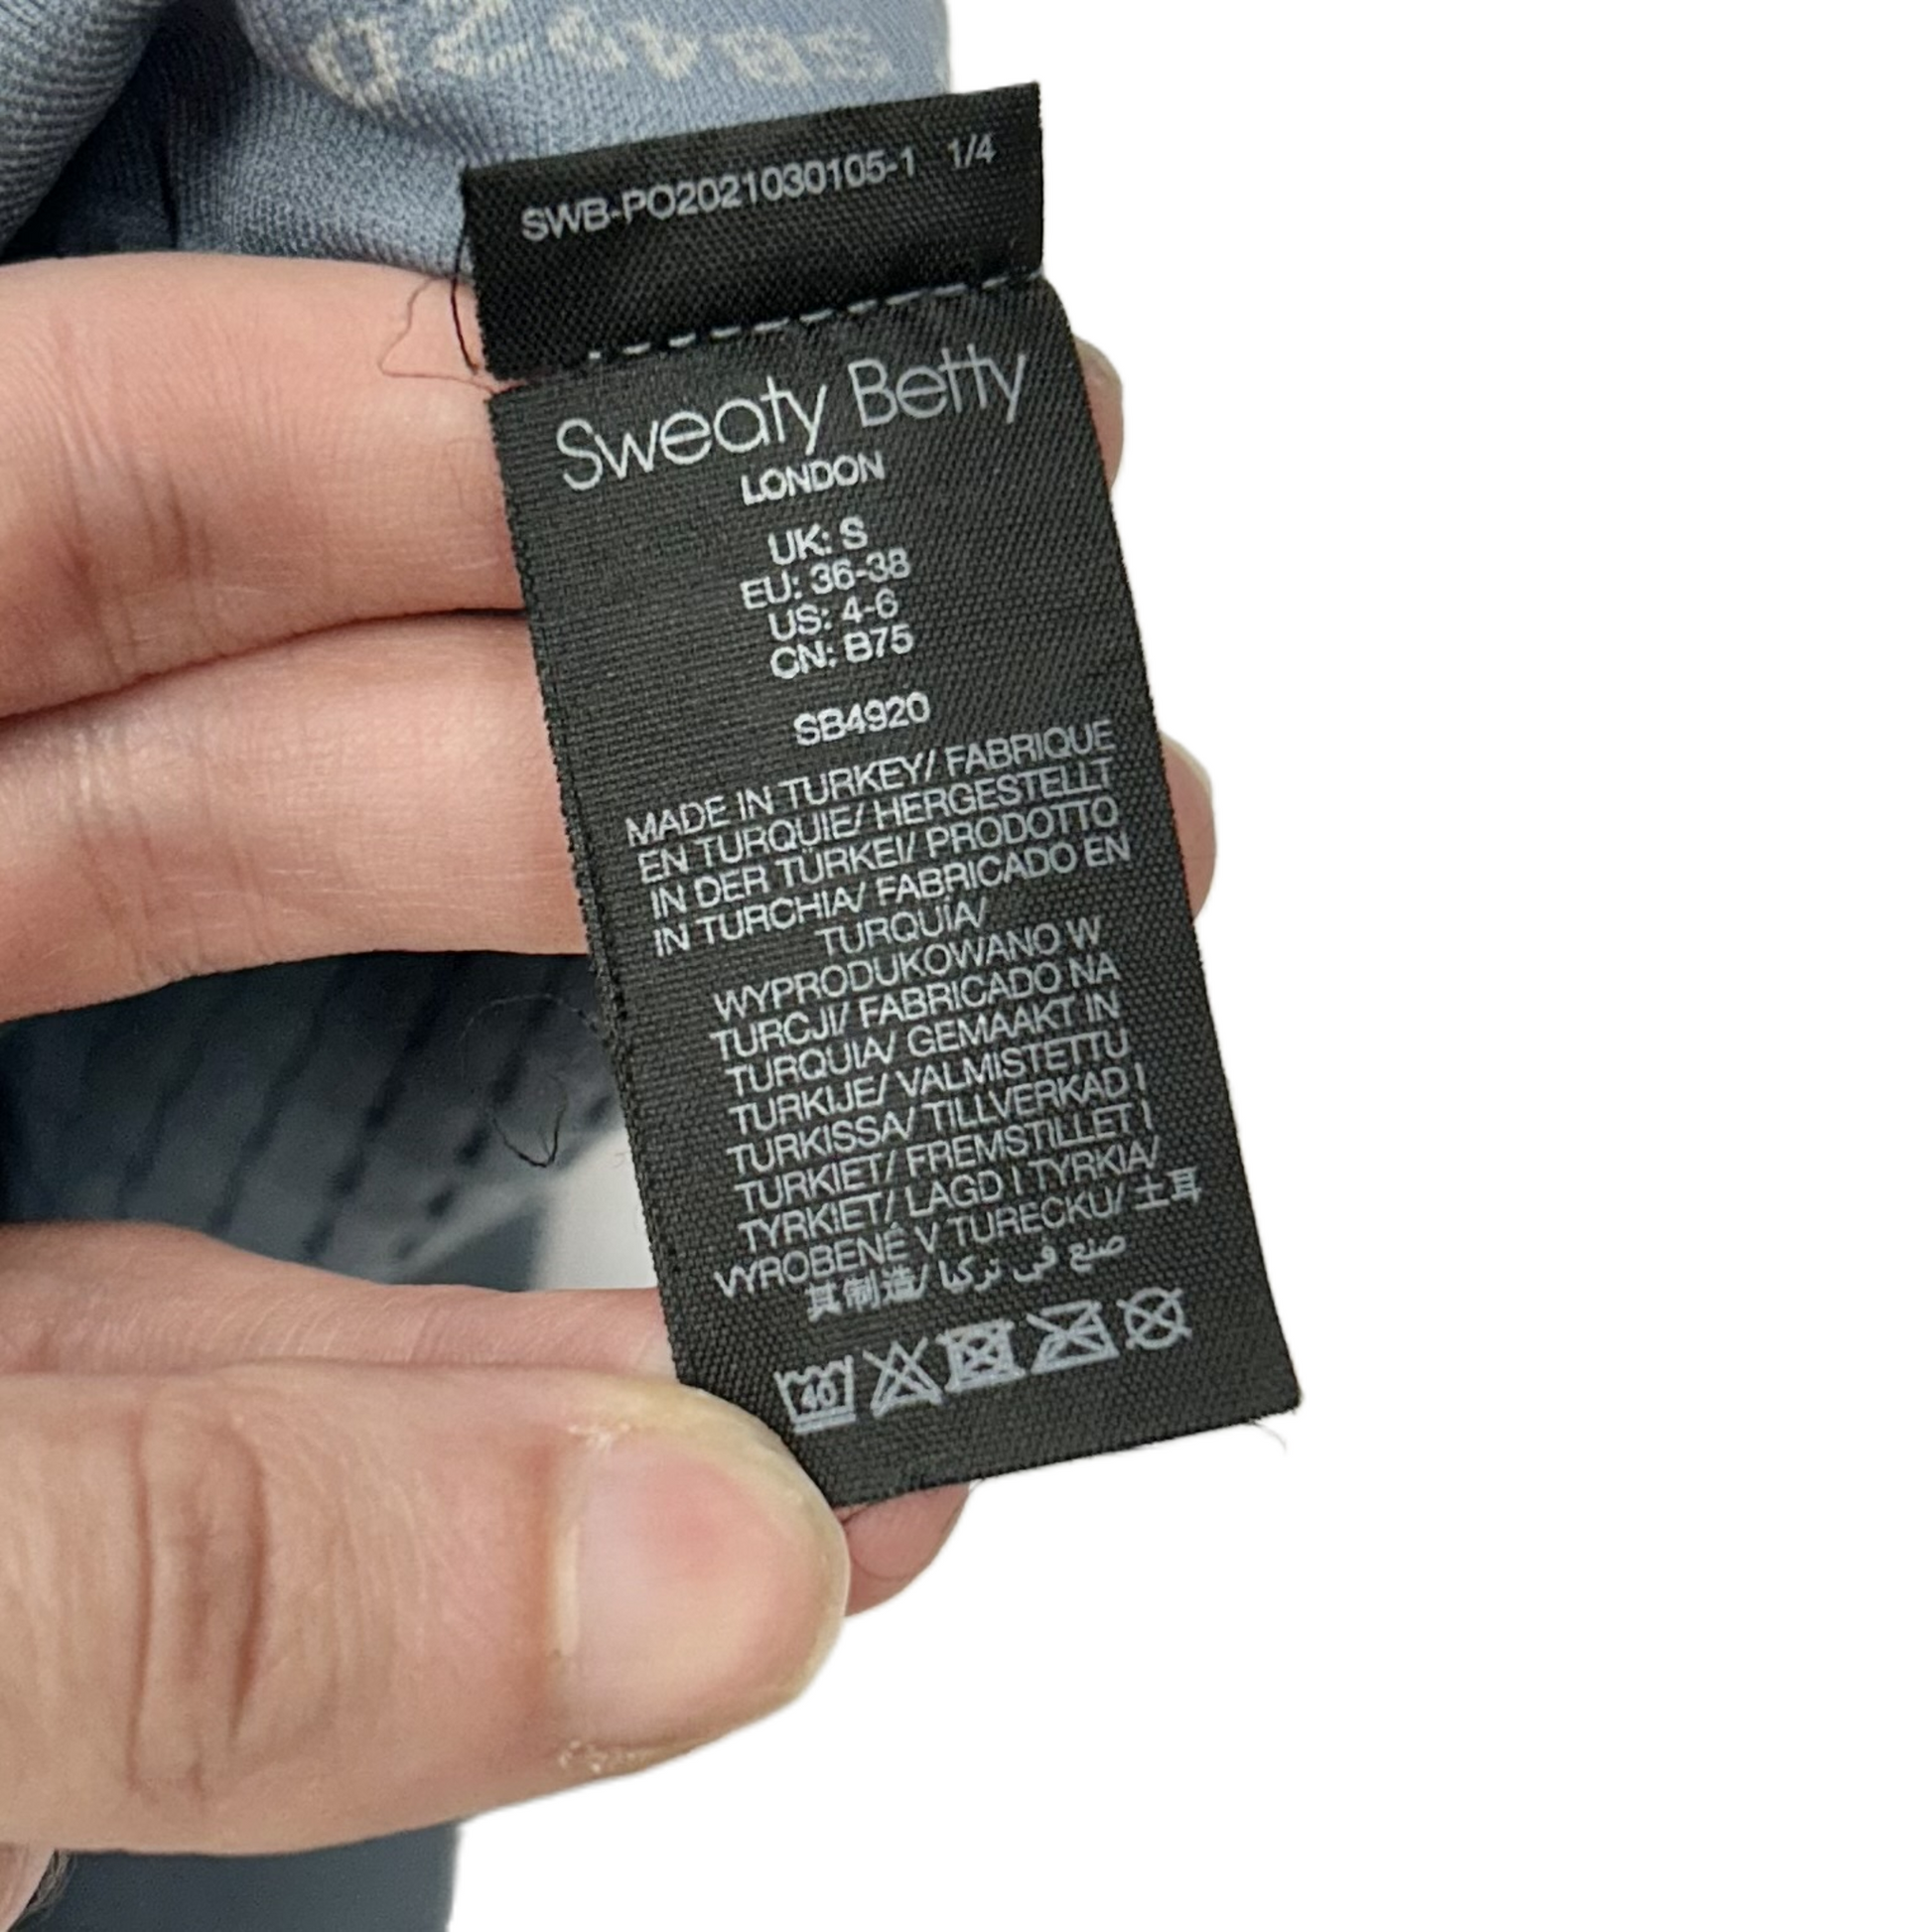 SWB-PO2021030105-1 1/4
Sweaty Betty
LONDON
UK: S
EU: 36-38
US: 4-6
CN: B75
SB4920
MADE IN TURKEY/ FABRIQUE
EN TURQUIE/ HERGESTELLT
IN DER TÜRKEI/ PRODOTTO
IN TURCHIA/ FABRICADO EN
TURQUÍA/
WYPRODUKOWANO W
TURCJI/ FABRICADO NA
TURQUIA/ GEMAAKT IN
TURKIJE/ VALMISTETTU
TURKISSA/ TILLVERKAD I
TURKIET/ FREMSTILLET I
TYRKIET/ LAGD I TYRKIA/
VYROBENÉ V TURECKU/ 土耳
其制造/ صنع في تركيا
40